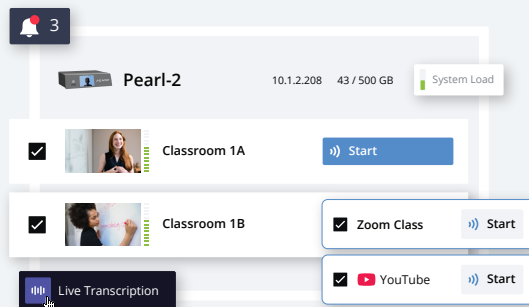 3
Pearl-2 10.1.2.208 43 / 500 GB System Load
Classroom 1A Start
Classroom 1B
Zoom Class Start
YouTube Start
Live Transcription